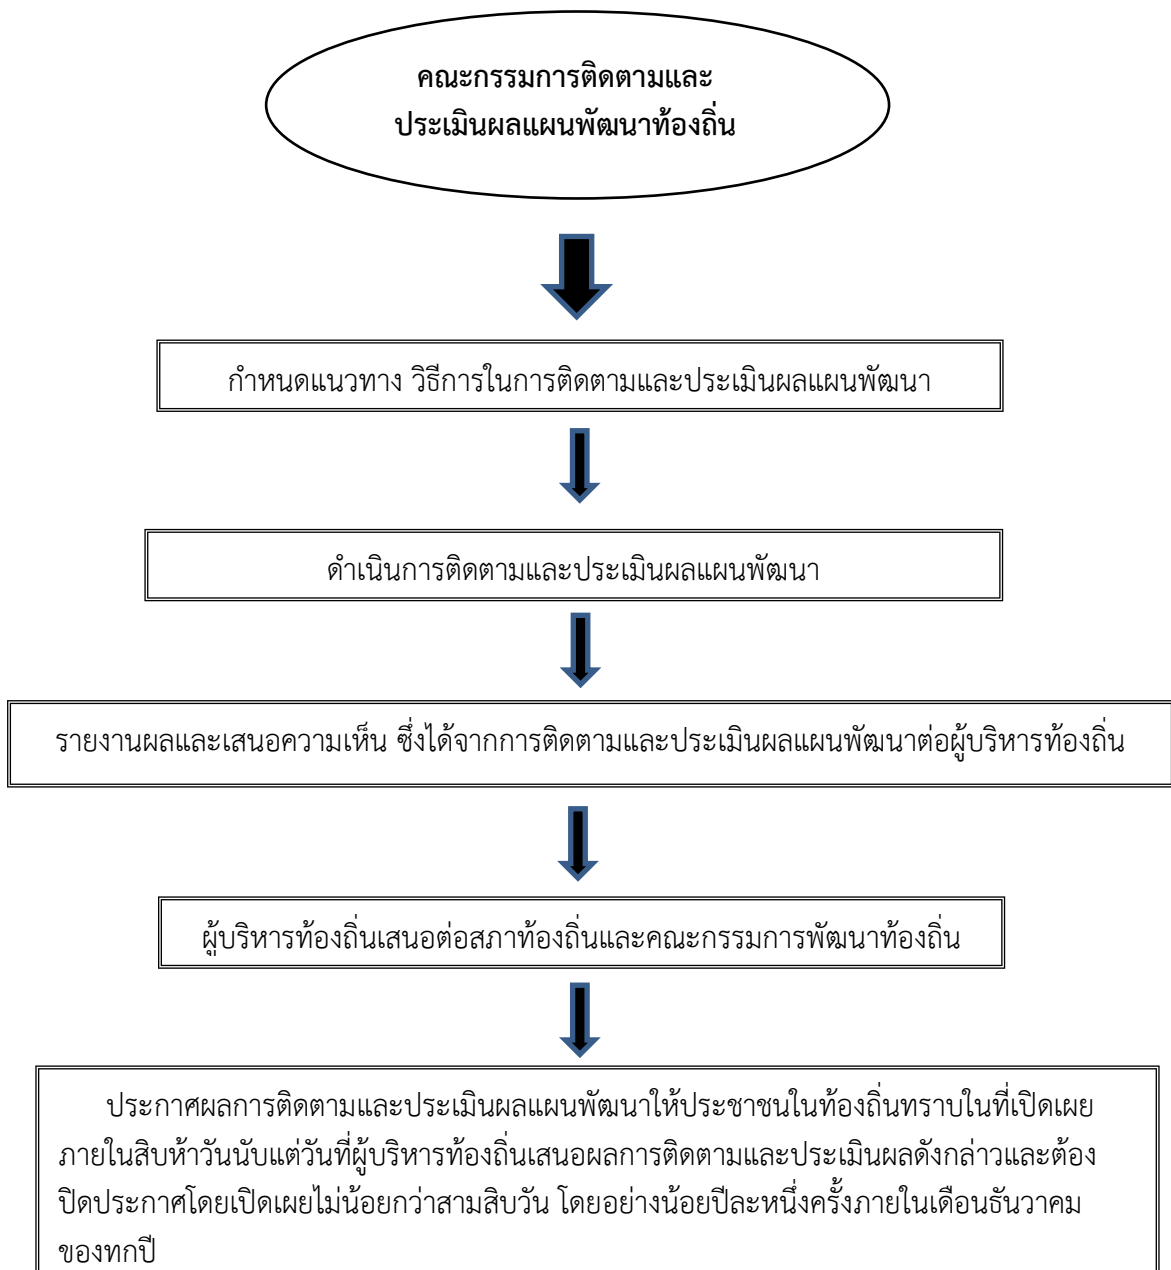 คณะกรรมการติดตามและ
ประเมินผลแผนพัฒนาท้องถิ่น
กำหนดแนวทาง วิธีการในการติดตามและประเมินผลแผนพัฒนา
ดำเนินการติดตามและประเมินผลแผนพัฒนา
รายงานผลและเสนอความเห็น ซึ่งได้จากการติดตามและประเมินผลแผนพัฒนาต่อผู้บริหารท้องถิ่น
ผู้บริหารท้องถิ่นเสนอต่อสภาท้องถิ่นและคณะกรรมการพัฒนาท้องถิ่น
ประกาศผลการติดตามและประเมินผลแผนพัฒนาให้ประชาชนในท้องถิ่นทราบในที่เปิดเผย
ภายในสิบห้าวันนับแต่วันที่ผู้บริหารท้องถิ่นเสนอผลการติดตามและประเมินผลดังกล่าวและต้อง
ปิดประกาศโดยเปิดเผยไม่น้อยกว่าสามสิบวัน โดยอย่างน้อยปีละหนึ่งครั้งภายในเดือนธันวาคม
ของทุกปี